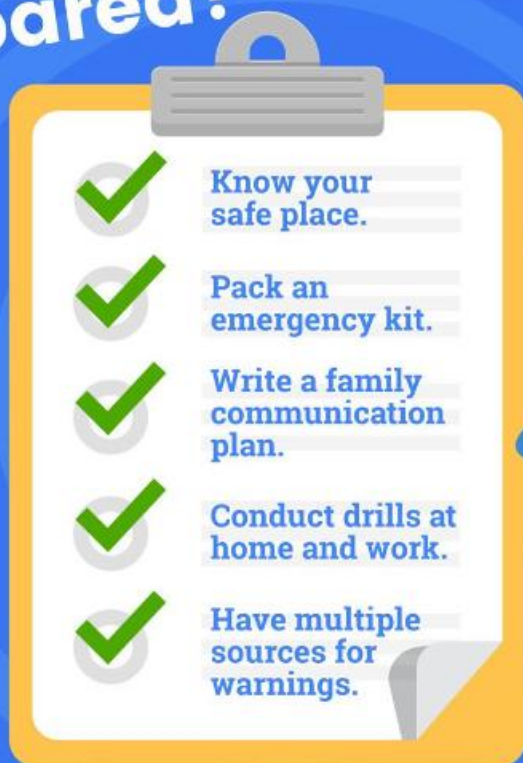 Know your
safe place.
Pack an
emergency kit.
Write a family
communication
plan.
Conduct drills at
home and work.
Have multiple
sources for
warnings.